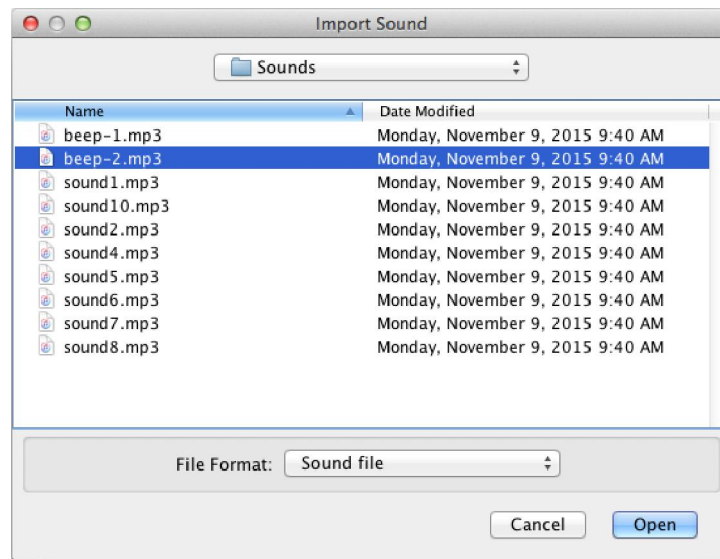 Import Sound
Sounds
Name Date Modified
beep-1.mp3 Monday, November 9, 2015 9:40 AM
beep-2.mp3 Monday, November 9, 2015 9:40 AM
sound1.mp3 Monday, November 9, 2015 9:40 AM
sound10.mp3 Monday, November 9, 2015 9:40 AM
sound2.mp3 Monday, November 9, 2015 9:40 AM
sound4.mp3 Monday, November 9, 2015 9:40 AM
sound5.mp3 Monday, November 9, 2015 9:40 AM
sound6.mp3 Monday, November 9, 2015 9:40 AM
sound7.mp3 Monday, November 9, 2015 9:40 AM
sound8.mp3 Monday, November 9, 2015 9:40 AM
File Format: Sound file
Cancel Open